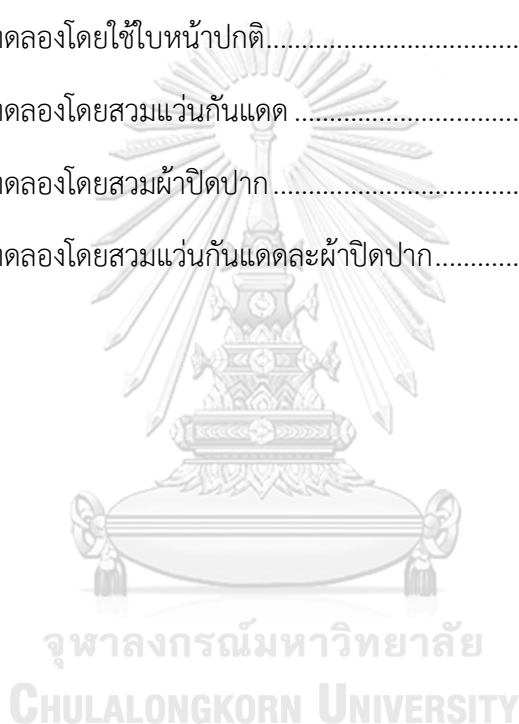 ทดลองโดยใช้ใบหน้าปกติ.....................................
ทดลองโดยสวมแว่นกันแดด .................................
ทดลองโดยสวมผ้าปิดปาก ....................................
ทดลองโดยสวมแว่นกันแดดละผ้าปิดปาก.............
จุฬาลงกรณ์มหาวิทยาลัย
CHULALONGKORN UNIVERSITY